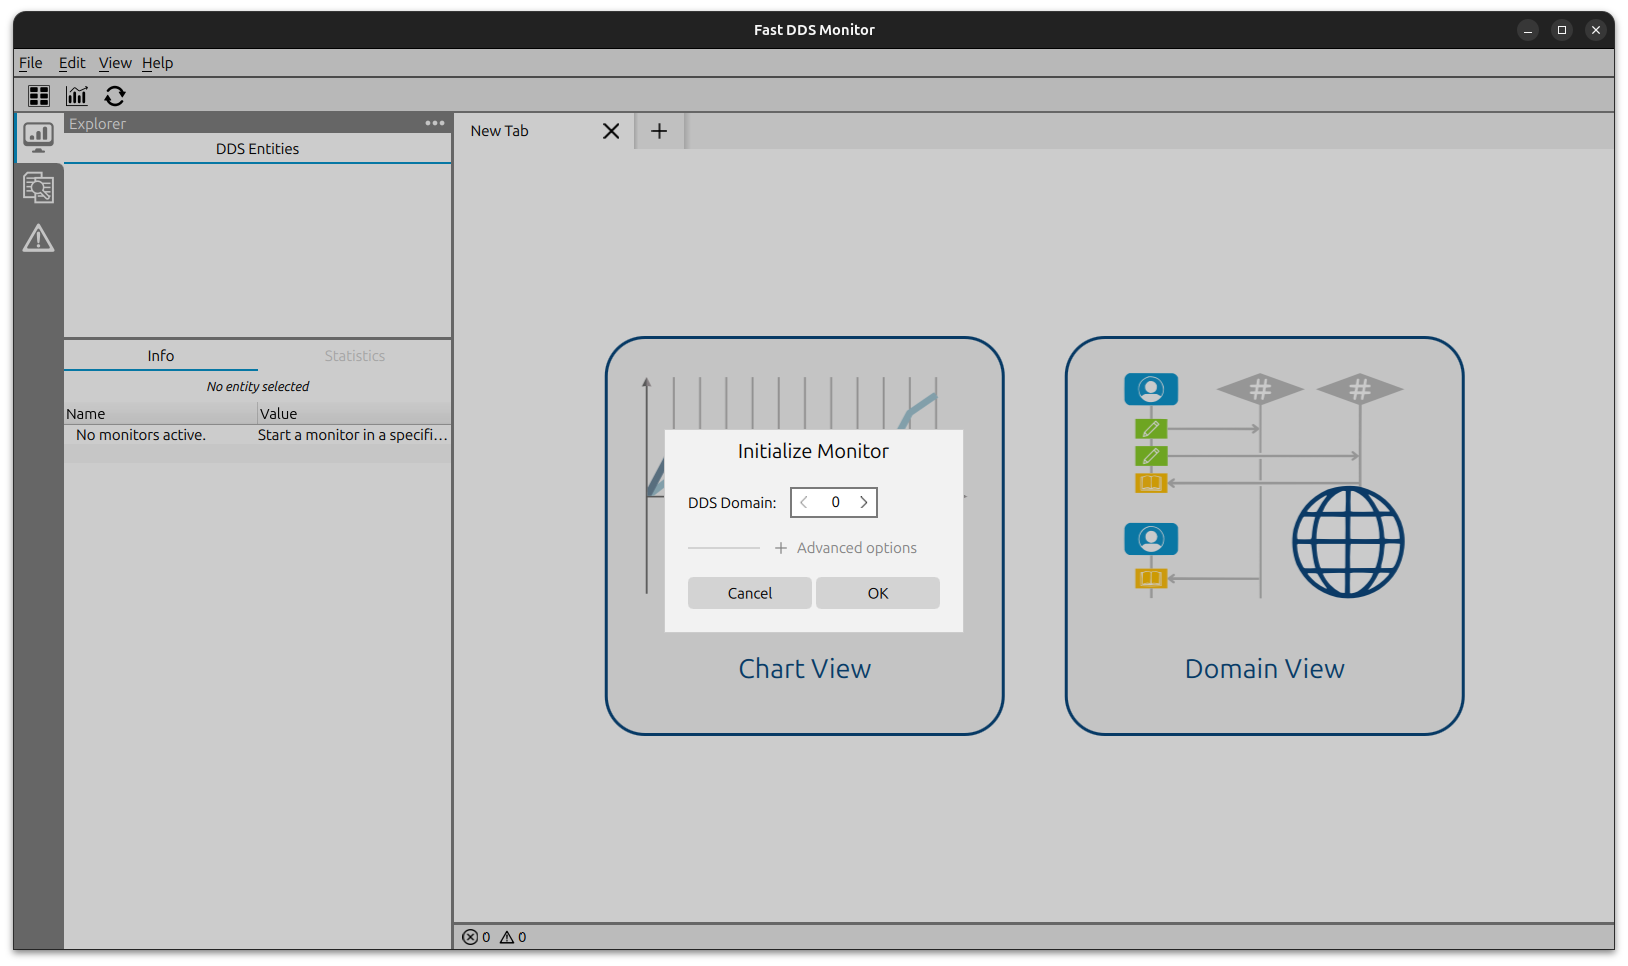 Fast DDS Monitor
File Edit View Help
Explorer
DDS Entities
New Tab
Info Statistics
No entity selected
Name Value
No monitors active. Start a monitor in a specifi...
Initialize Monitor
DDS Domain: 0
+ Advanced options
Cancel OK
Chart View
# #
Domain View
0 0